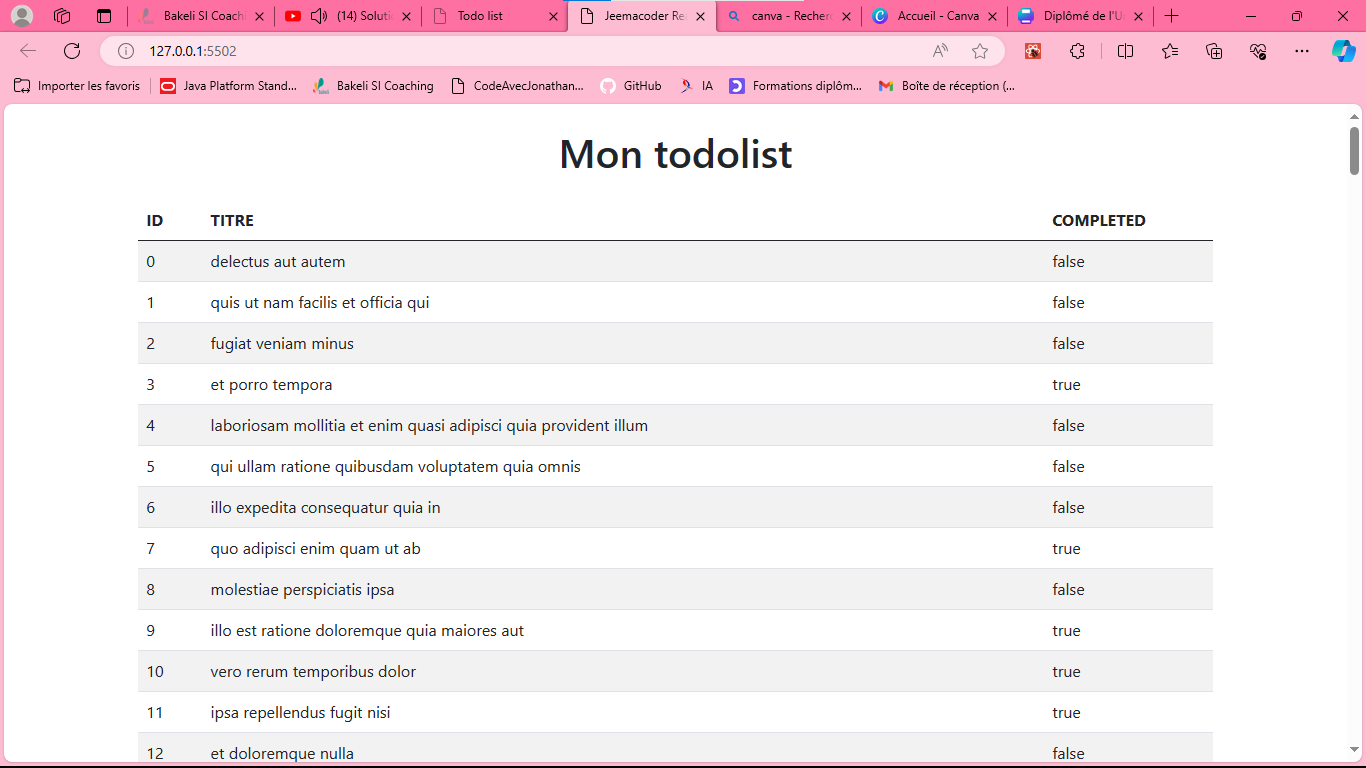 Bakeli SI Coachi
(14) Soluti
Todo list
Jeemacoder Re
canva - Recher
Accueil - Canva
Diplômé de l'U
127.0.0.1:5502
Importer les favoris
Java Platform Stand...
Bakeli SI Coaching
CodeAvecJonathan...
GitHub
IA
Formations diplôm...
Boîte de réception (...
Mon todolist
ID TITRE COMPLETED
0 delectus aut autem false
1 quis ut nam facilis et officia qui false
2 fugiat veniam minus false
3 et porro tempora true
4 laboriosam mollitia et enim quasi adipisci quia provident illum false
5 qui ullam ratione quibusdam voluptatem quia omnis false
6 illo expedita consequatur quia in false
7 quo adipisci enim quam ut ab true
8 molestiae perspiciatis ipsa false
9 illo est ratione doloremque quia maiores aut true
10 vero rerum temporibus dolor true
11 ipsa repellendus fugit nisi true
12 et doloremque nulla false